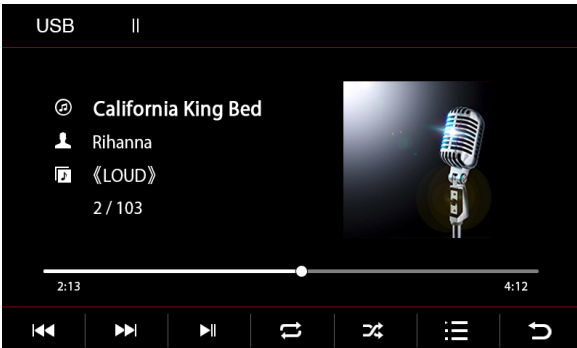 USB
California King Bed
Rihanna
《LOUD》
2 / 103
2:13 4:12